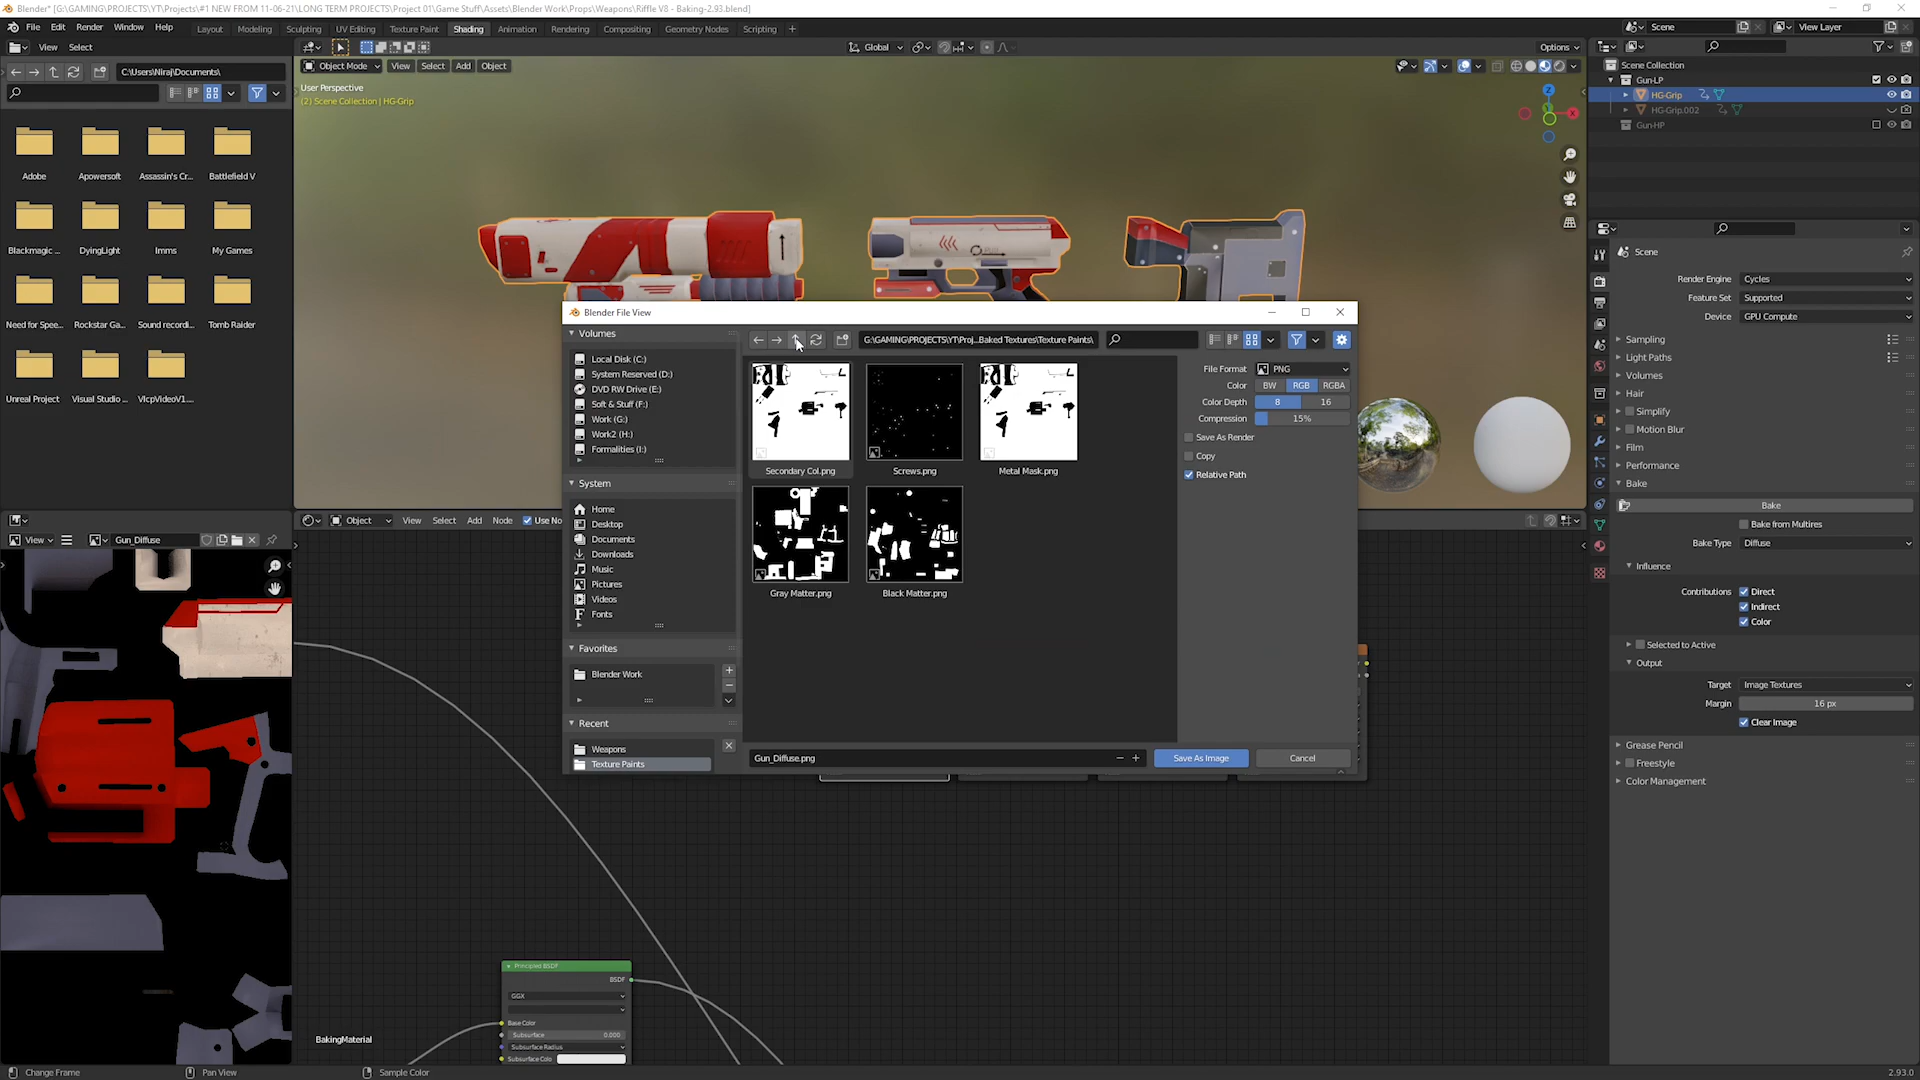 Blender* [G:\GAMING\PROJECTS\YT\Projects\#1 NEW FROM 11-06-21\LONG TERM PROJECTS\Project 01\Game Stuff\Assets\Blender Work\Props\Weapons\Riffle V8 - Baking-2.93.blend]
File Edit Render Window Help Layout Modeling Sculpting UV Editing Texture Paint Shading Animation Rendering Compositing Geometry Nodes Scripting + Scene View Layer
View Select Global Options
C:\Users\Niraj\Documents\ Object Mode View Select Add Object
User Perspective
(2) Scene Collection | HG-Grip
Scene Collection
Gun-LP
HG-Grip
HG-Grip.002
Gun-HP
Adobe Apowersoft Assassin's Cr... Battlefield V
Blackmagic ... DyingLight Imms My Games
Need for Spee... Rockstar Ga... Sound recordi... Tomb Raider
Unreal Project Visual Studio ... VlcpVideoV1....
Z
X
Scene
Render Engine Cycles
Feature Set Supported
Device GPU Compute
Sampling
Light Paths
Volumes
Hair
Simplify
Motion Blur
Film
Performance
Bake
Bake
Bake from Multires
Bake Type Diffuse
Influence
Contributions Direct
Indirect
Color
Selected to Active
Output
Target Image Textures
Margin 16 px
Clear Image
Grease Pencil
Freestyle
Color Management
Blender File View
Volumes
Local Disk (C:)
System Reserved (D:)
DVD RW Drive (E:)
Soft & Stuff (F:)
Work (G:)
Work2 (H:)
Formalities (I:)
System
Home
Desktop
Documents
Downloads
Music
Pictures
Videos
Fonts
Favorites
Blender Work
Recent
Weapons
Texture Paints
G:\GAMING\PROJECTS\YT\Proj...Baked Textures\Texture Paints\
Secondary Col.png Screws.png Metal Mask.png
Gray Matter.png Black Matter.png
File Format PNG
Color BW RGB RGBA
Color Depth 8 16
Compression 15%
Save As Render
Copy
Relative Path
Gun_Diffuse.png Save As Image Cancel
Object View Select Add Node Use No
View Gun_Diffuse
Principled BSDF
BSDF
GGX
Base Color
Subsurface 0.000
Subsurface Radius
Subsurface Colo
BakingMaterial
Change Frame Pan View Sample Color 2.93.0